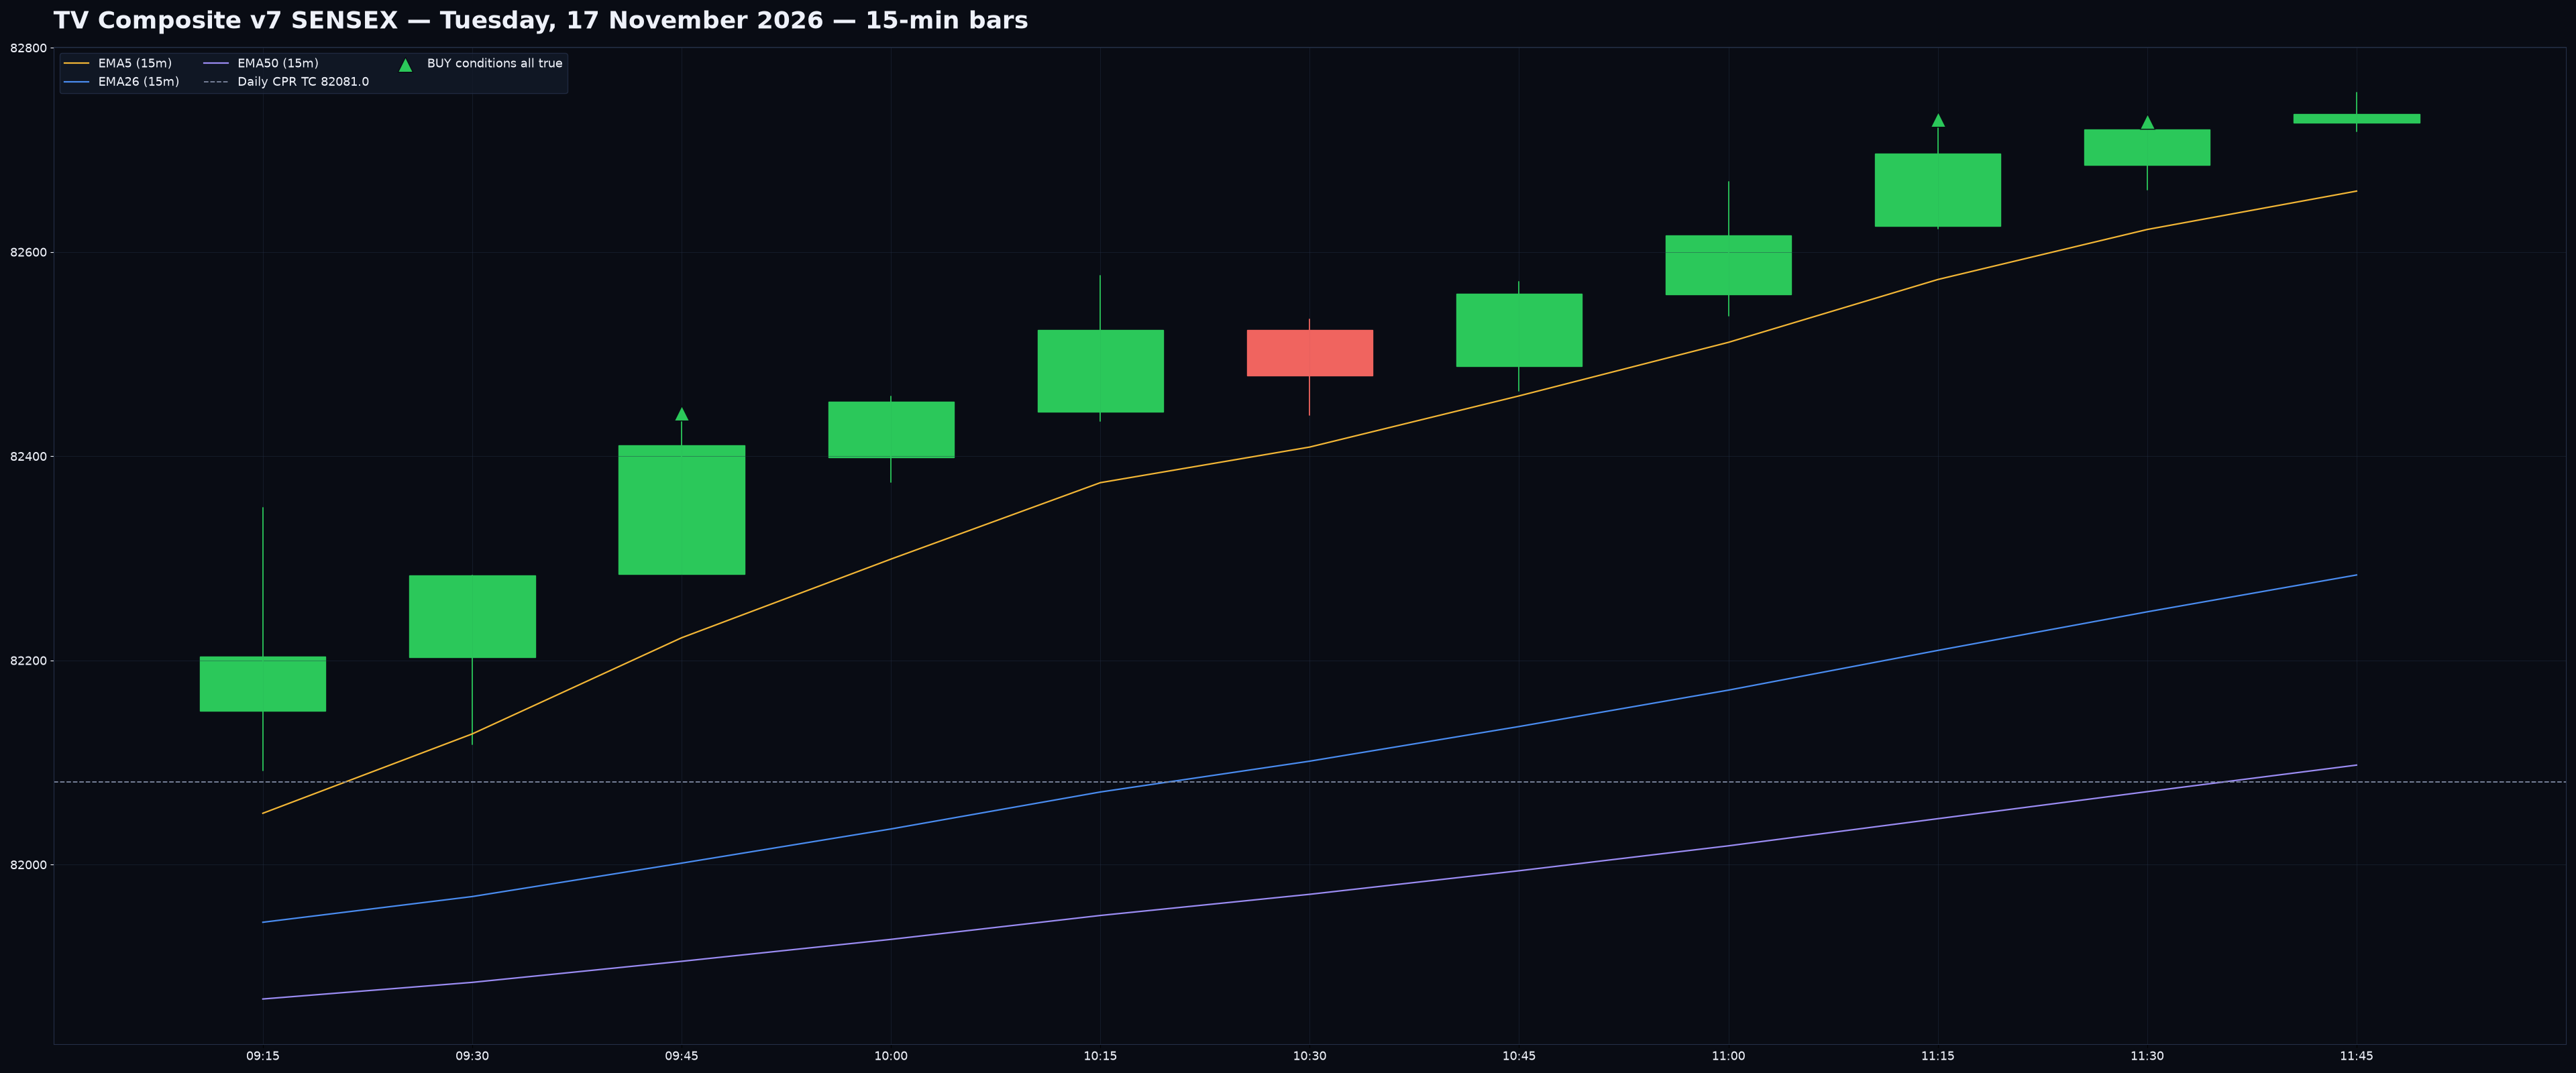 TV Composite v7 SENSEX — Tuesday, 17 November 2026 — 15-min bars
EMA5 (15m)
EMA26 (15m)
EMA50 (15m)
Daily CPR TC 82081.0
BUY conditions all true
82800
82600
82400
82200
82000
09:15 09:30 09:45 10:00 10:15 10:30 10:45 11:00 11:15 11:30 11:45